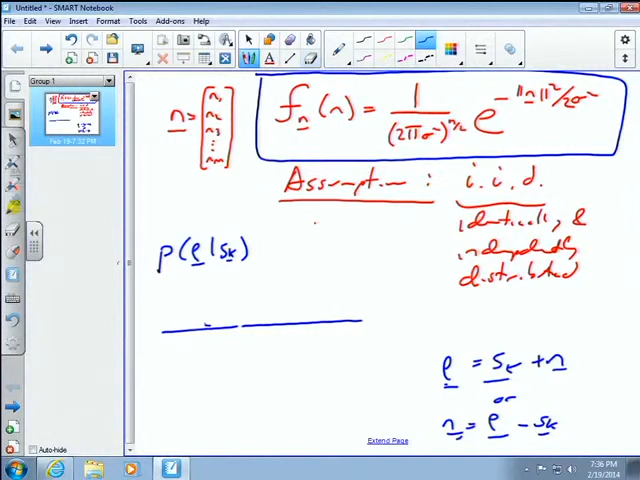 Untitled * - SMART Notebook
File Edit View Insert Format Tools Add-ons Help
Group 1
Feb 19-7:32 PM
n = [n1 n2 n3 ⋮ nm]
fn(n) = 1/(2πσ²)^(n/2) e^(-||n||²/2σ²)
Assumption : i.i.d.
identically, &
independently
distributed
p(ρ|sk)
ρ = sk + n
or
n = ρ - sk
Extend Page
Auto-hide
7:36 PM
2/19/2014